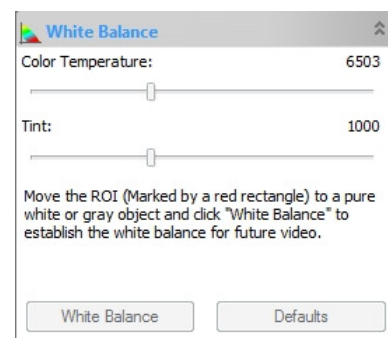 White Balance
Color Temperature: 6503
Tint: 1000
Move the ROI (Marked by a red rectangle) to a pure
white or gray object and click "White Balance" to
establish the white balance for future video.
White Balance Defaults